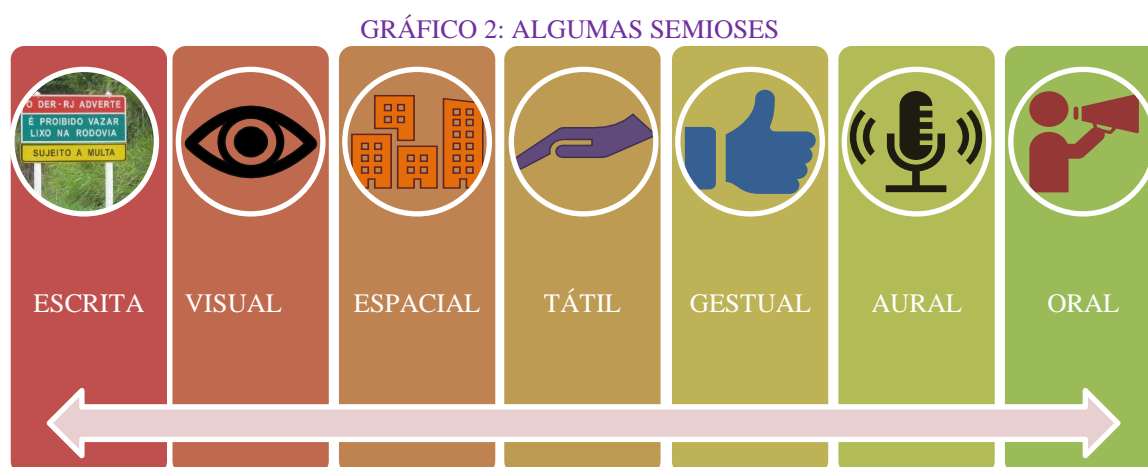 GRÁFICO 2: ALGUMAS SEMIOSES
O DER-RJ ADVERTE
É PROIBIDO VAZAR
LIXO NA RODOVIA
SUJEITO A MULTA
ESCRITA
VISUAL
ESPACIAL
TÁTIL
GESTUAL
AURAL
ORAL